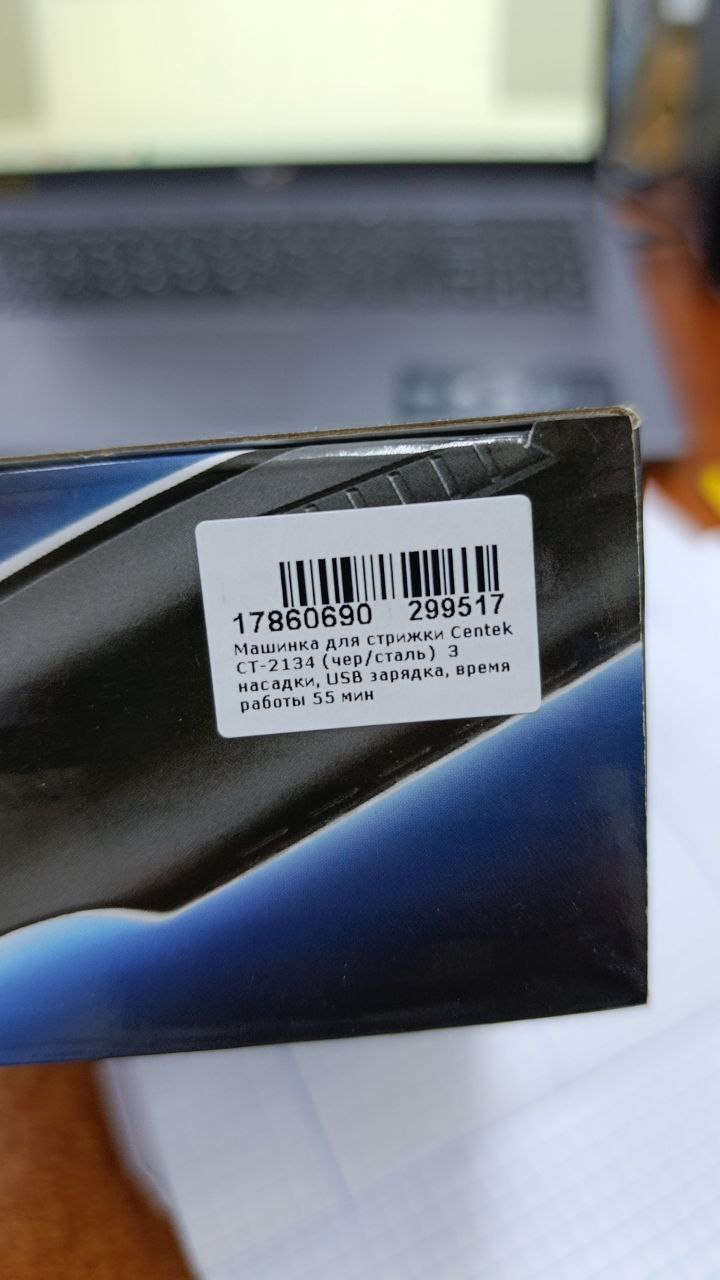 17860690 299517
Машинка для стрижки Centek
CT-2134 (чер/сталь) 3
насадки, USB зарядка, время
работы 55 мин